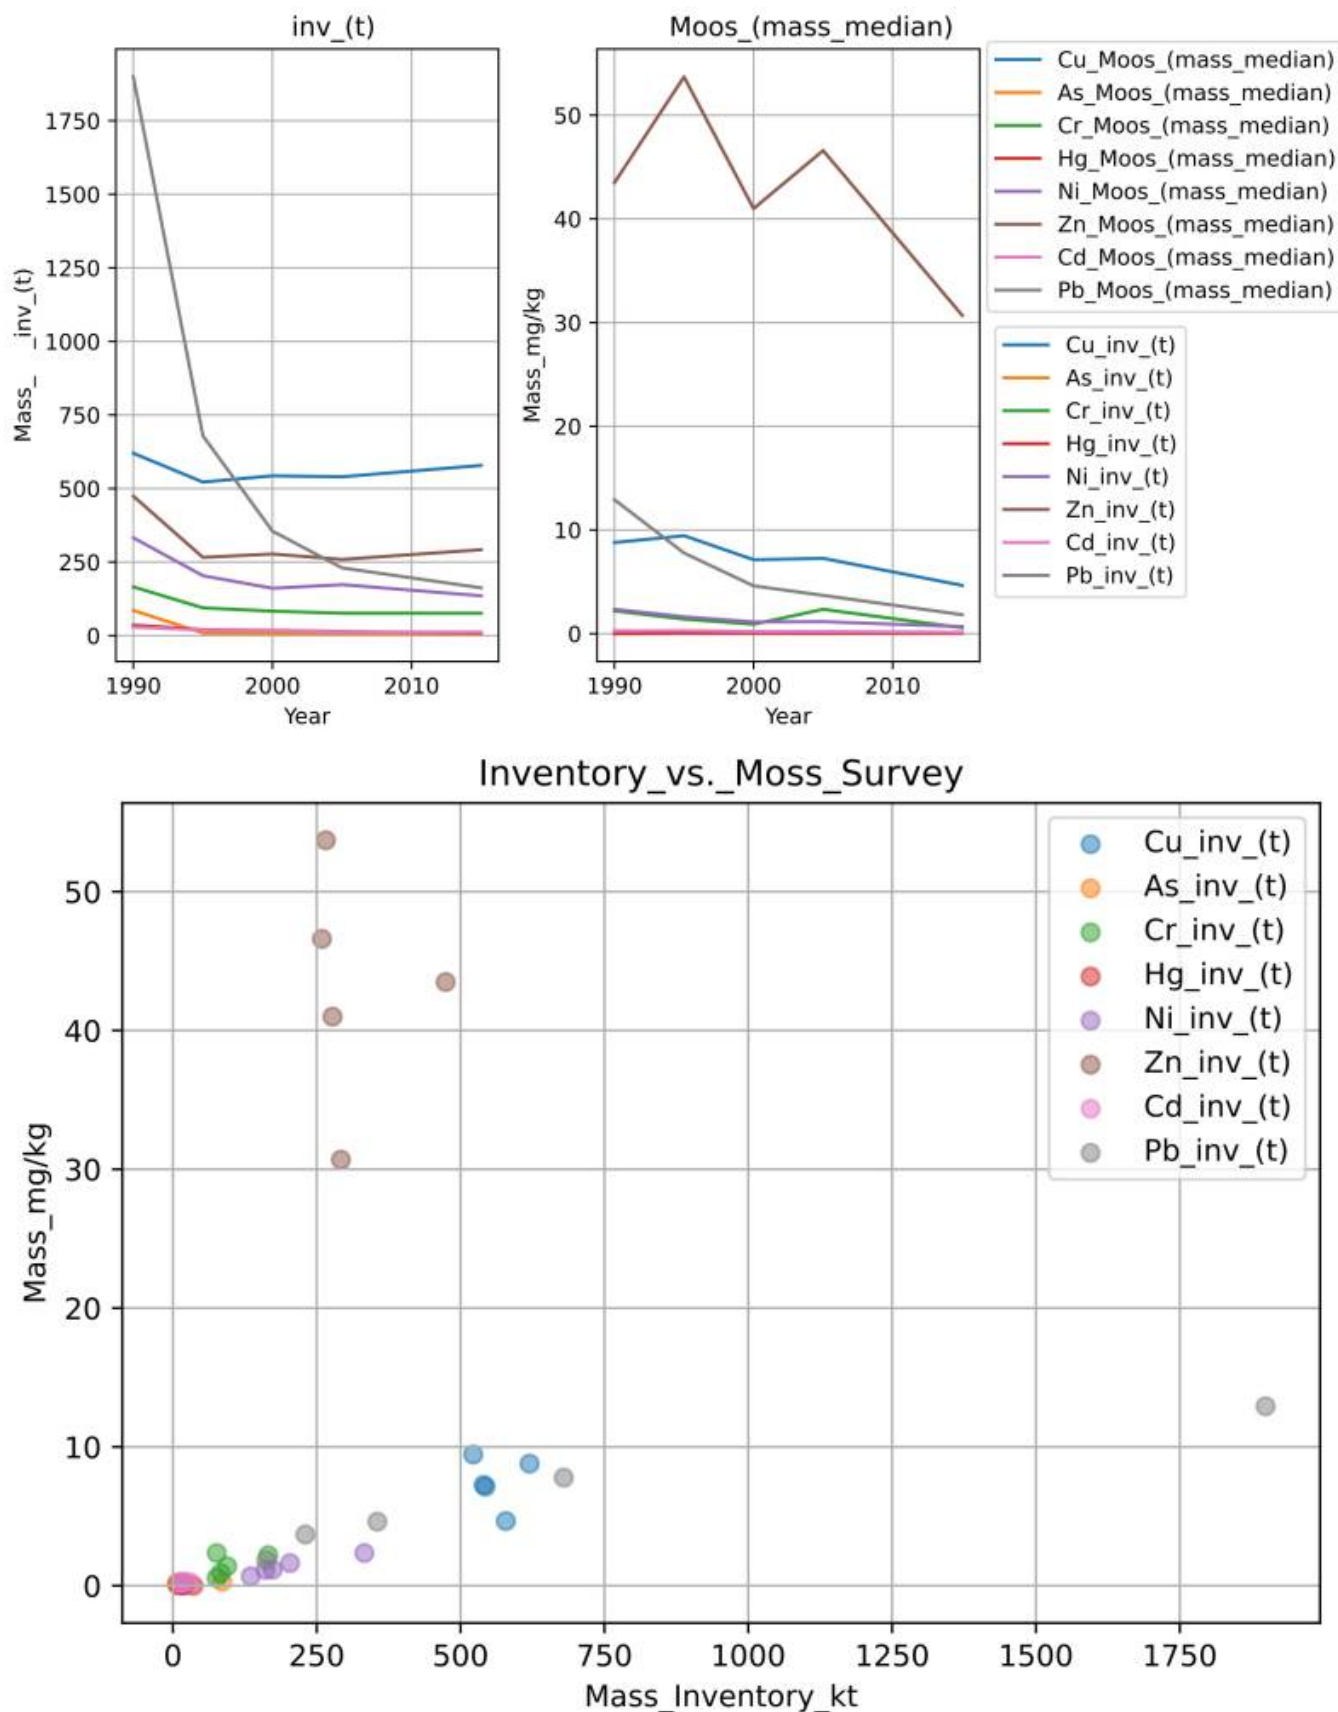 inv_(t)
1750
1500
1250
1000
750
500
250
0
Mass_ _inv_(t)
1990
2000
2010
Year
Moos_(mass_median)
50
40
30
20
10
0
Mass_mg/kg
1990
2000
2010
Year
Cu_Moos_(mass_median)
As_Moos_(mass_median)
Cr_Moos_(mass_median)
Hg_Moos_(mass_median)
Ni_Moos_(mass_median)
Zn_Moos_(mass_median)
Cd_Moos_(mass_median)
Pb_Moos_(mass_median)
Cu_inv_(t)
As_inv_(t)
Cr_inv_(t)
Hg_inv_(t)
Ni_inv_(t)
Zn_inv_(t)
Cd_inv_(t)
Pb_inv_(t)
Inventory_vs._Moss_Survey
50
40
30
20
10
0
Mass_mg/kg
0
250
500
750
1000
1250
1500
1750
Mass_Inventory_kt
Cu_inv_(t)
As_inv_(t)
Cr_inv_(t)
Hg_inv_(t)
Ni_inv_(t)
Zn_inv_(t)
Cd_inv_(t)
Pb_inv_(t)